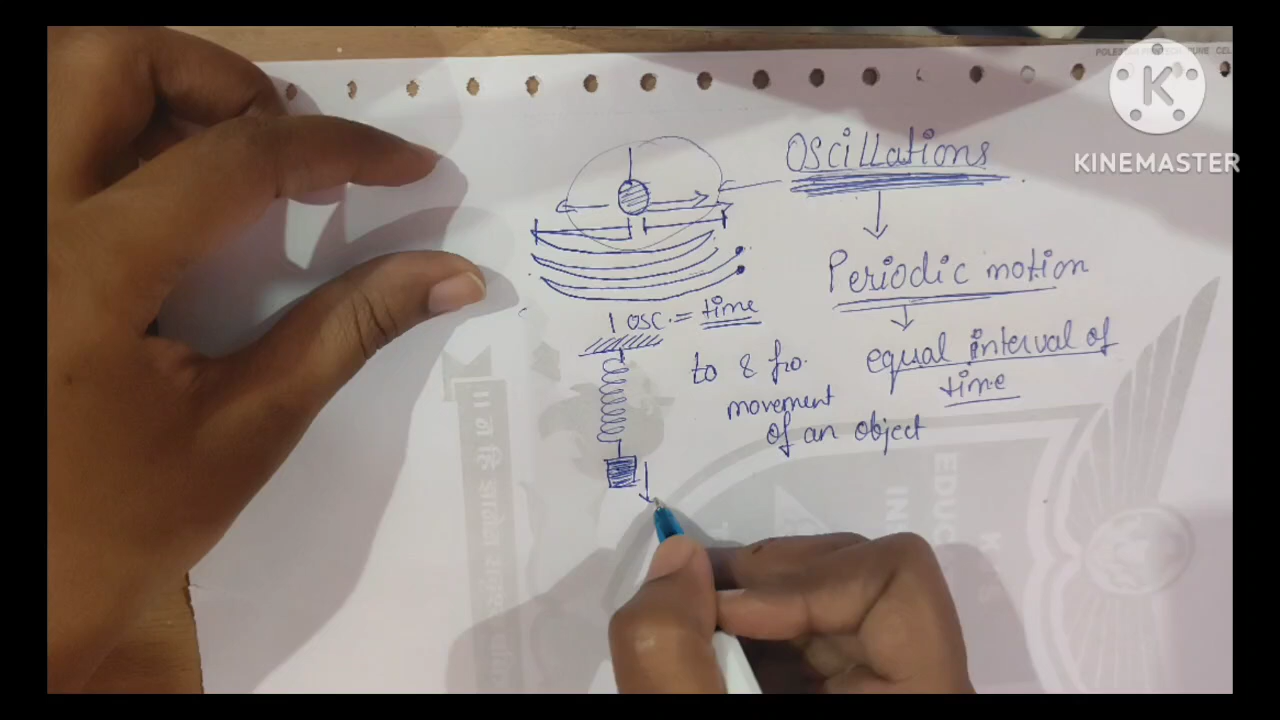 KINEMASTER
Oscillations
Periodic motion
1 osc. = time
equal interval of
time
to & fro.
movement
of an object